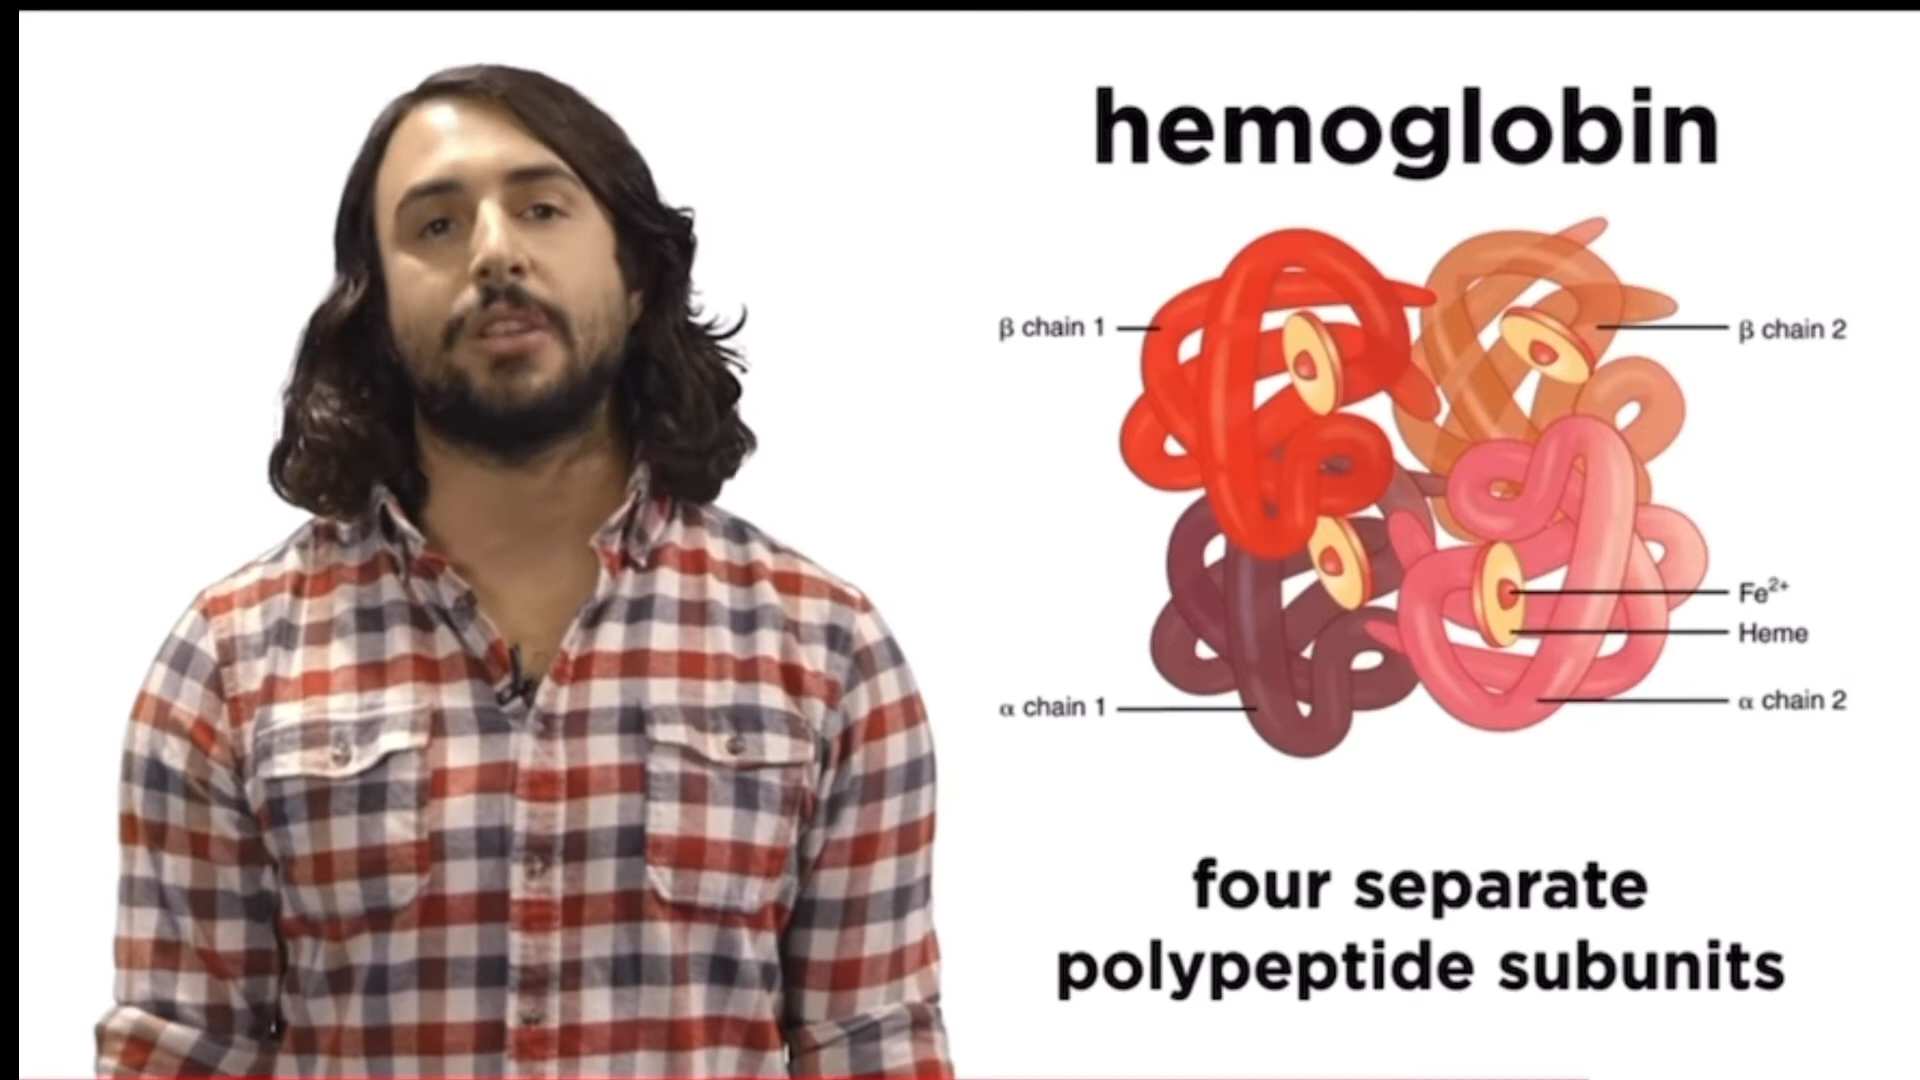 hemoglobin
β chain 1
β chain 2
Fe²⁺
Heme
α chain 1
α chain 2
four separate
polypeptide subunits